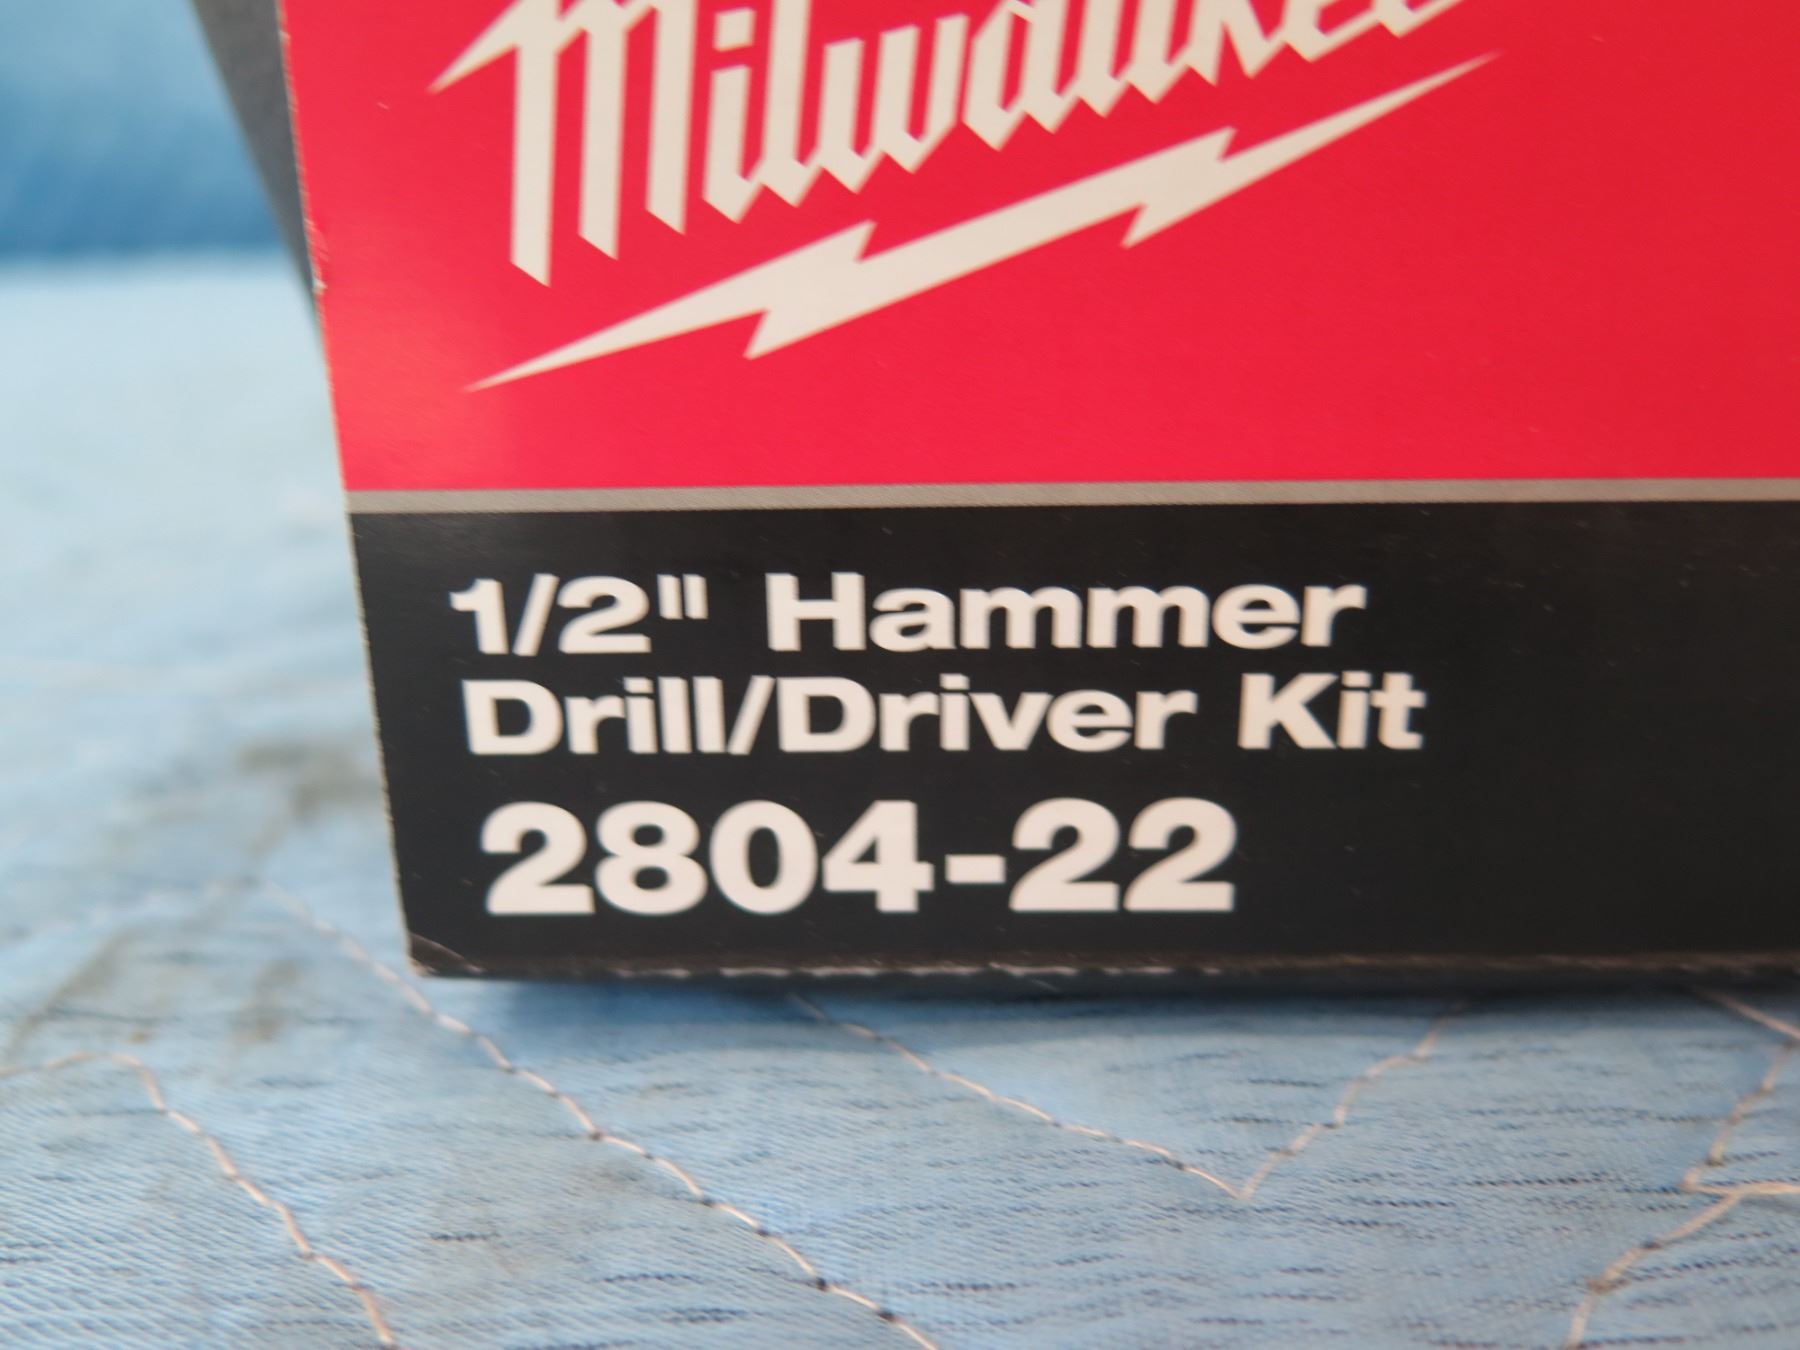 Milwaukee
1/2" Hammer
Drill/Driver Kit
2804-22